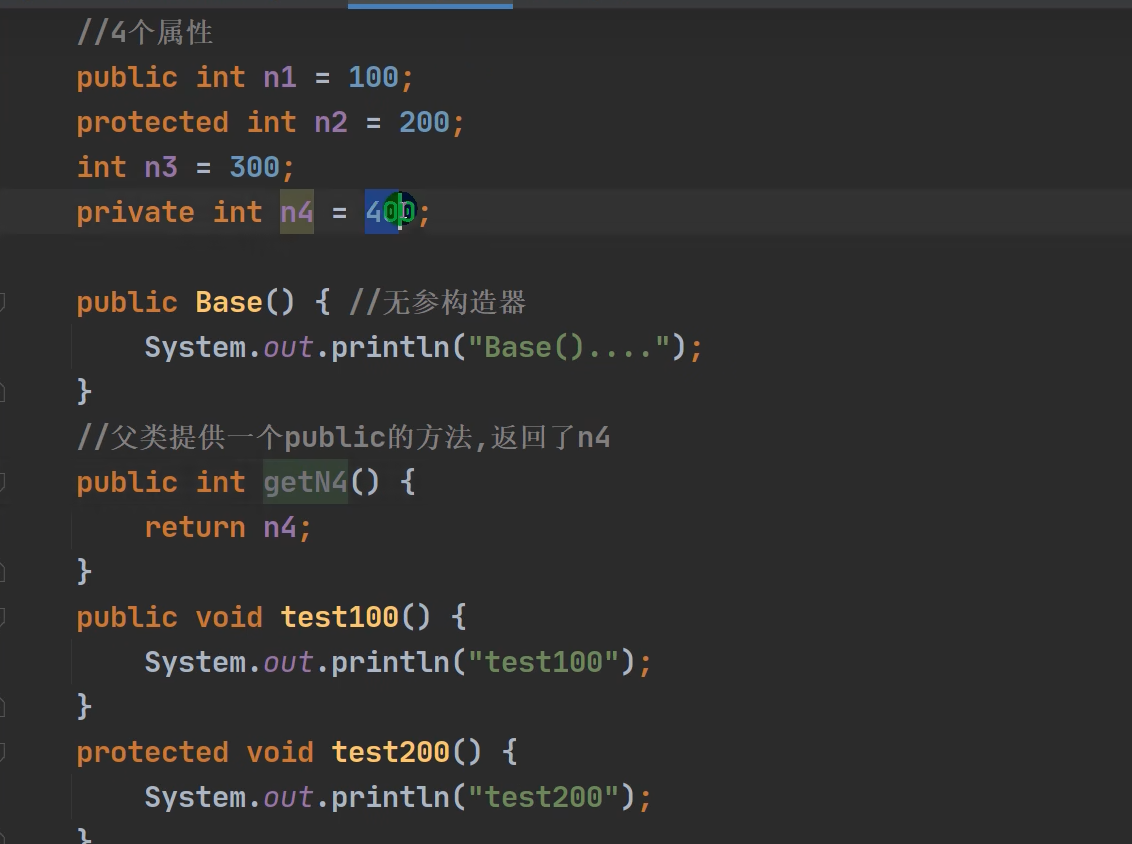 //4个属性
public int n1 = 100;
protected int n2 = 200;
int n3 = 300;
private int n4 = 400;
public Base() { //无参构造器
System.out.println("Base()....");
}
//父类提供一个public的方法,返回了n4
public int getN4() {
return n4;
}
public void test100() {
System.out.println("test100");
}
protected void test200() {
System.out.println("test200");
}